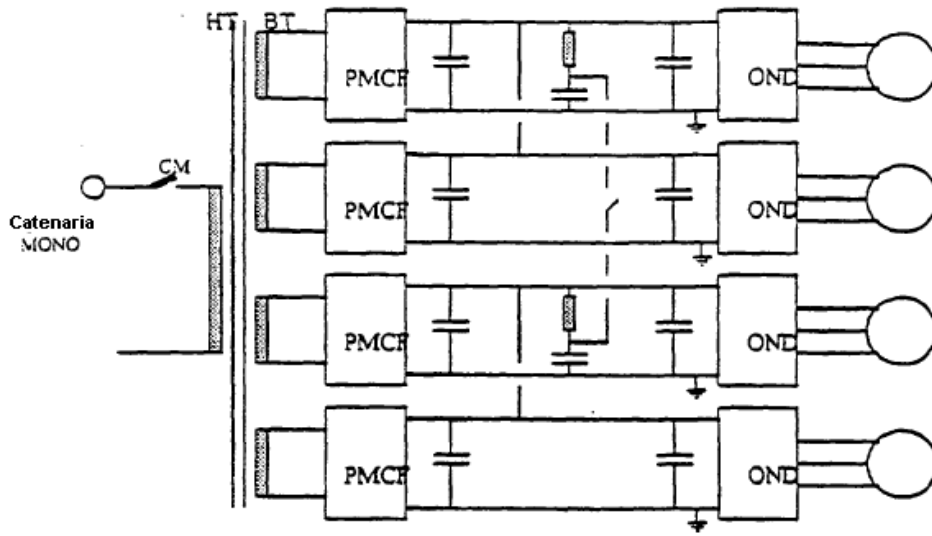 HT BT
PMCF
OND
CM
Catenaria
MONO
PMCF
OND
PMCF
OND
PMCF
OND